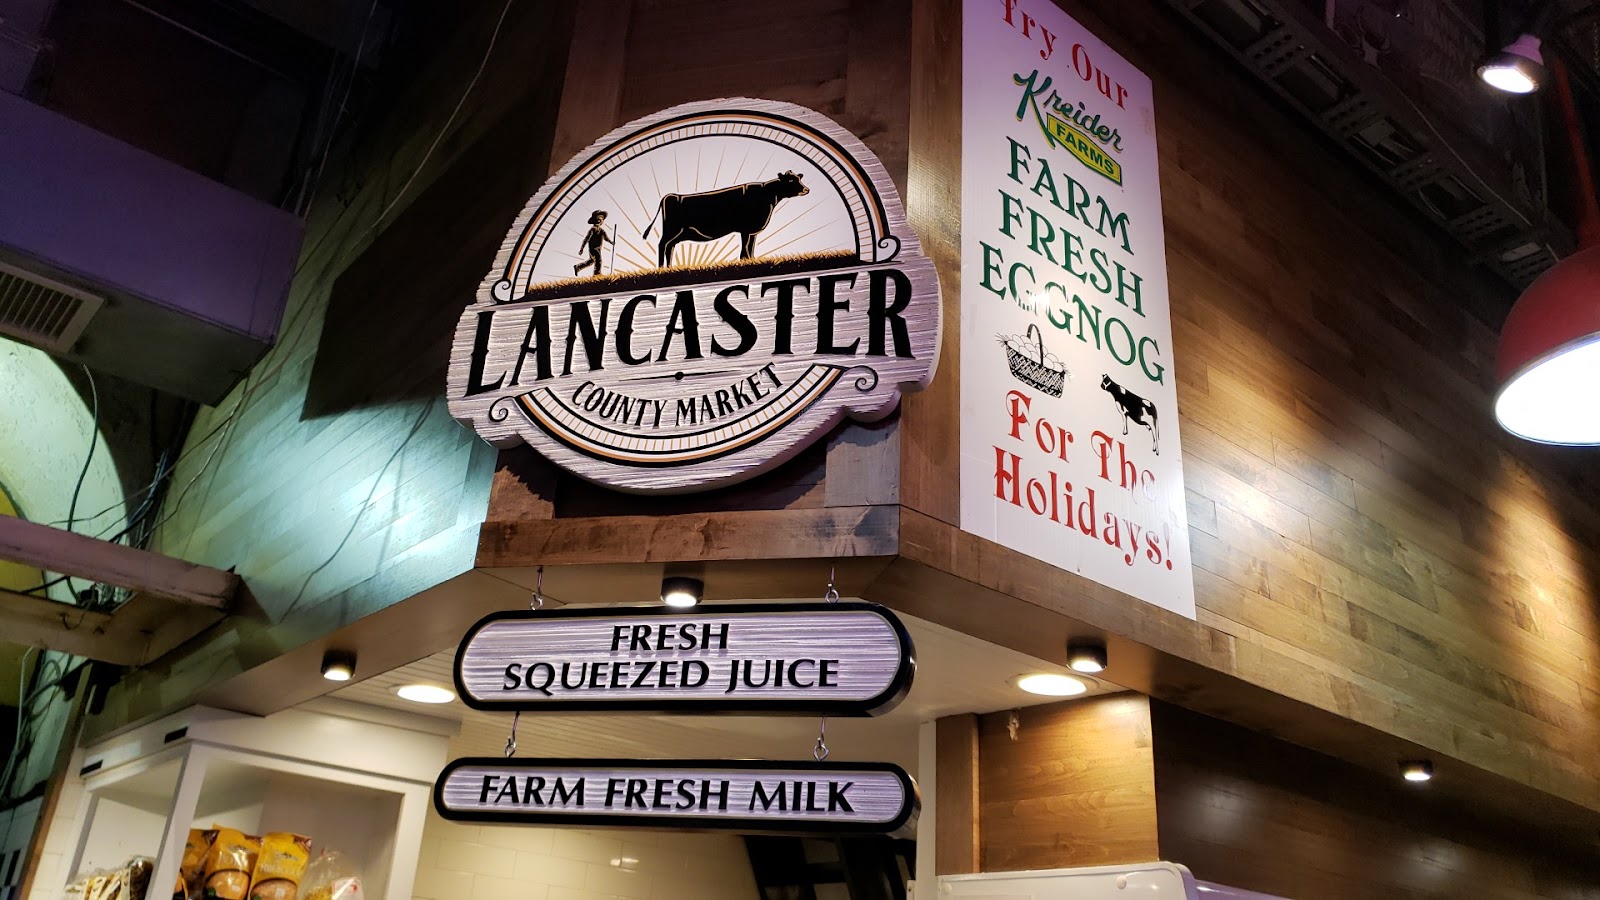 LANCASTER
COUNTY MARKET
FRESH
SQUEEZED JUICE
FARM FRESH MILK
Try Our
Kreider
FARMS
FARM
FRESH
EGGNOG
For The
Holidays!